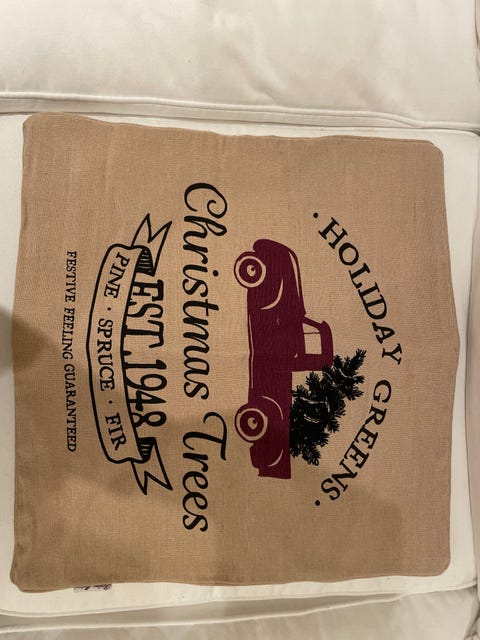 · HOLIDAY GREENS ·
Christmas Trees
EST. 1948
PINE · SPRUCE · FIR
FESTIVE FEELING GUARANTEED